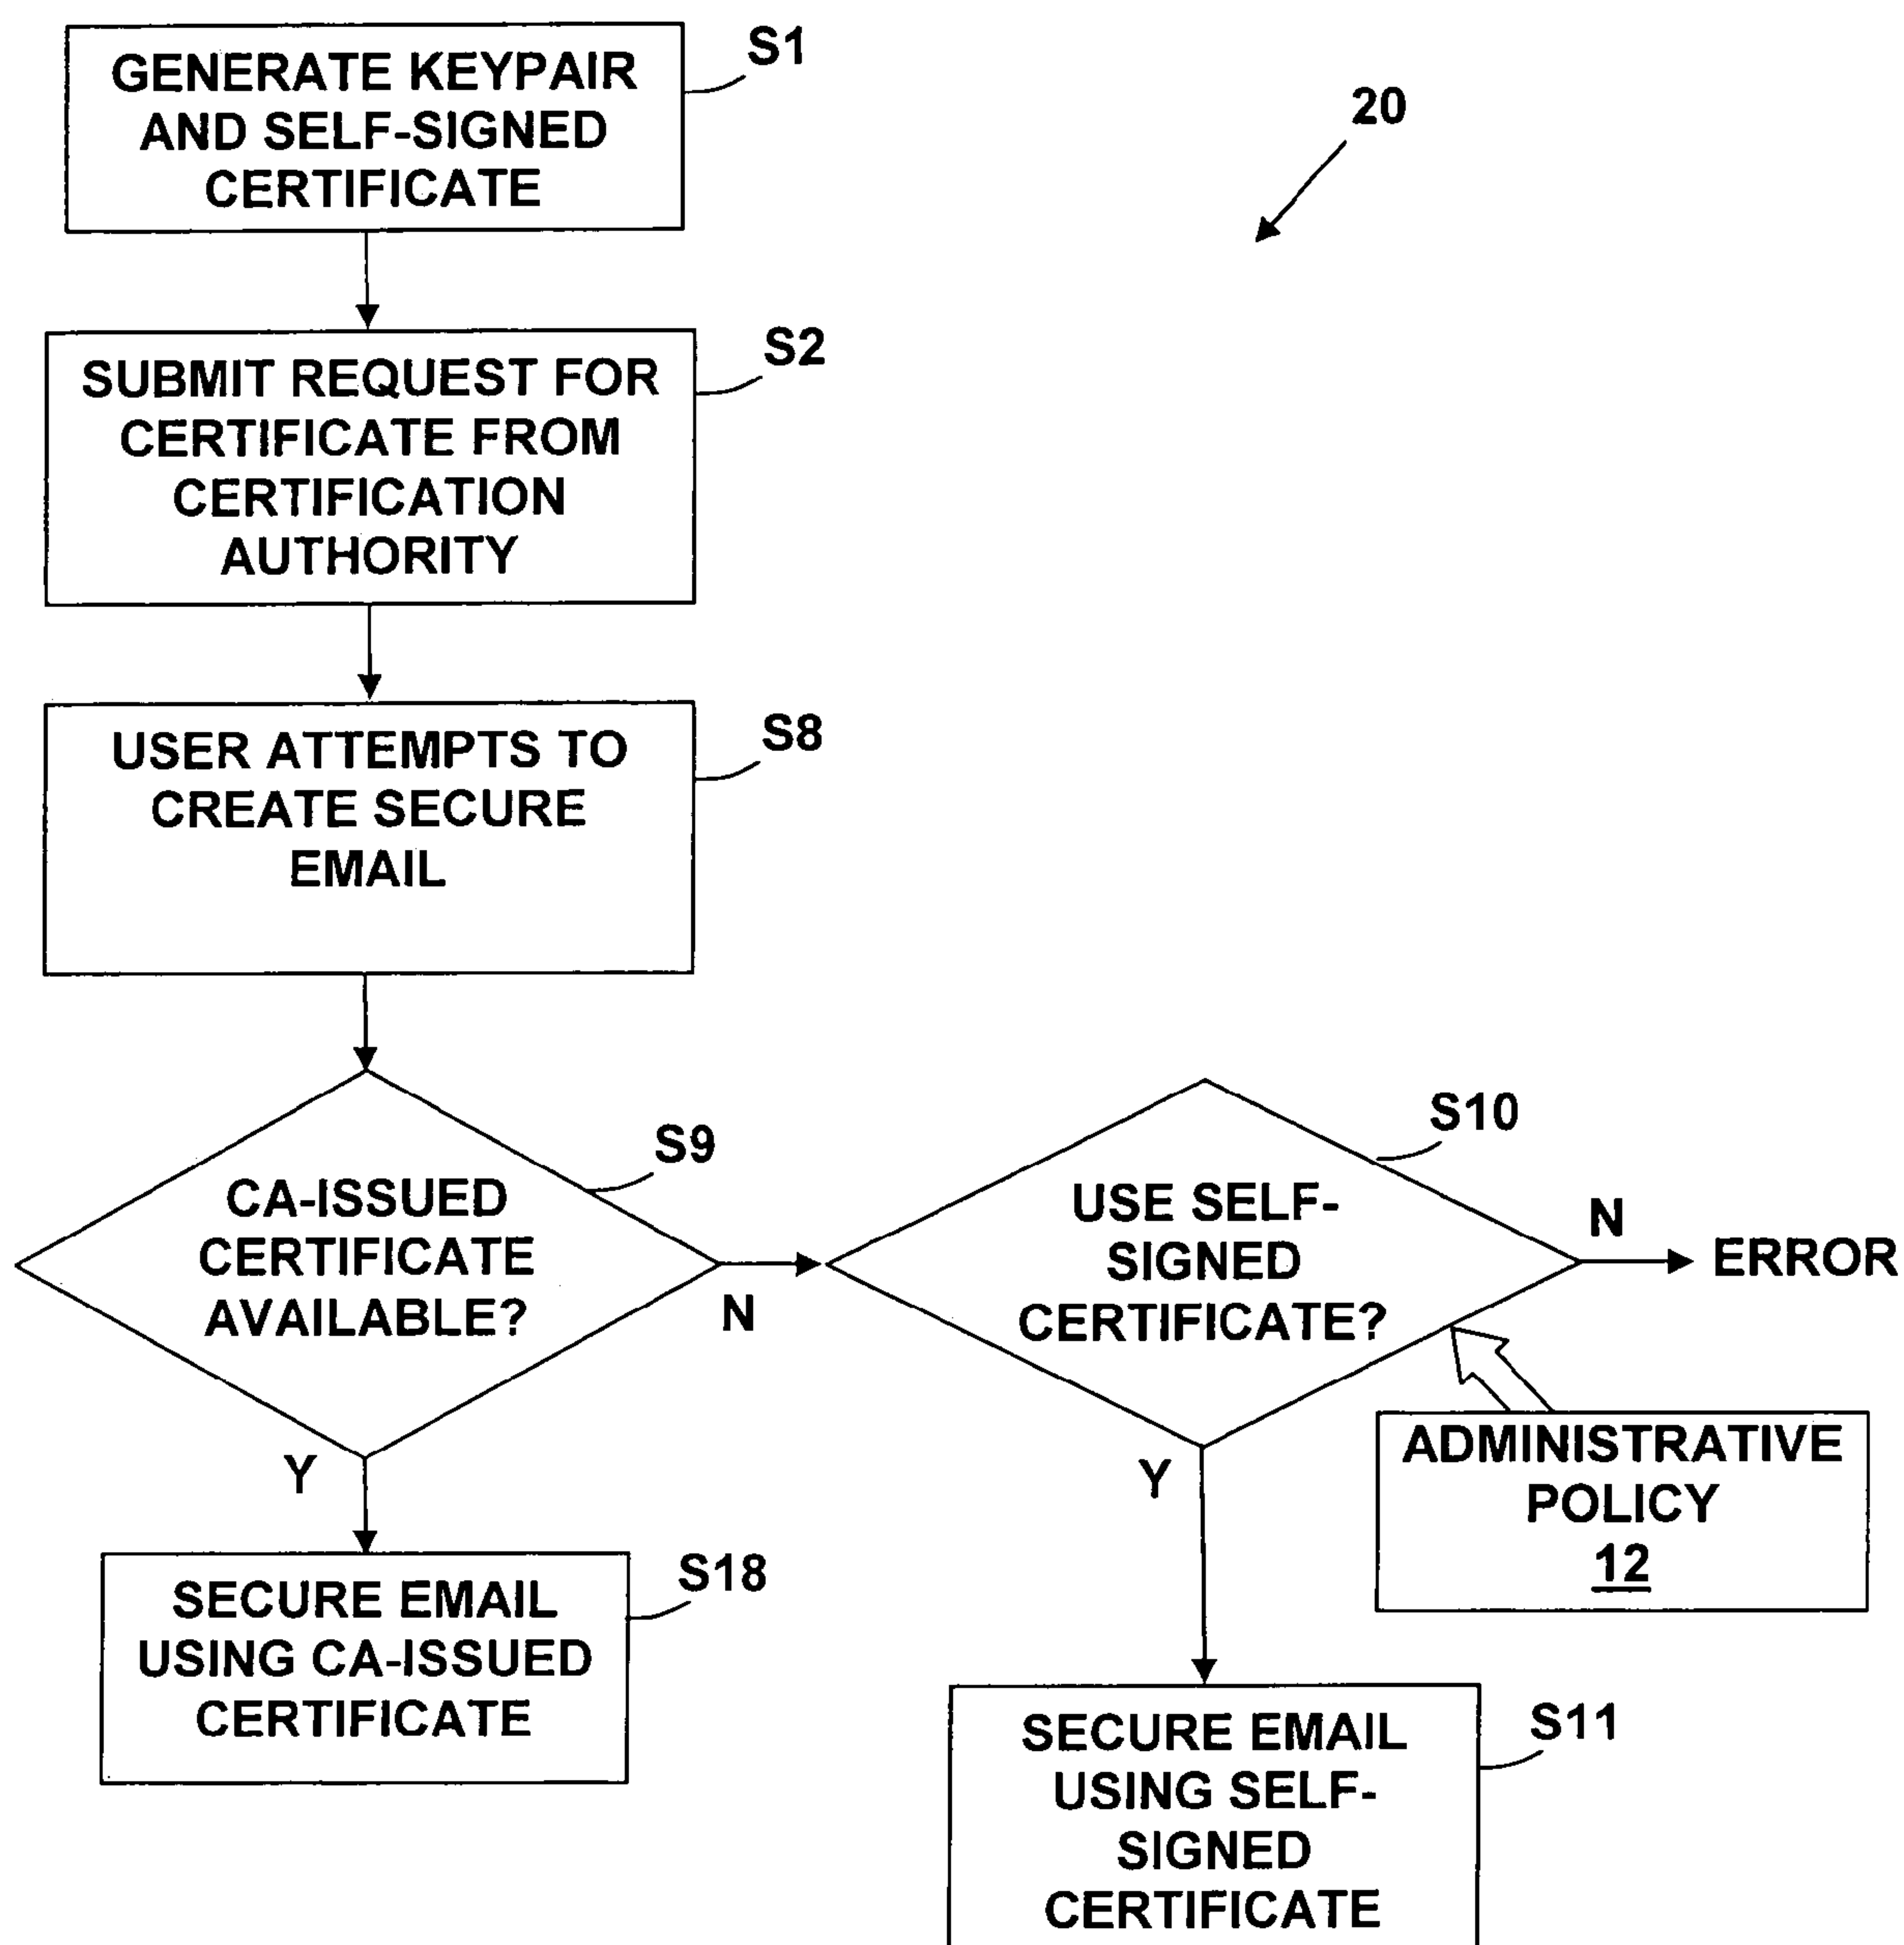 GENERATE KEYPAIR
AND SELF-SIGNED
CERTIFICATE
S1
20
SUBMIT REQUEST FOR
CERTIFICATE FROM
CERTIFICATION
AUTHORITY
S2
USER ATTEMPTS TO
CREATE SECURE
EMAIL
S8
CA-ISSUED
CERTIFICATE
AVAILABLE?
S9
N
Y
USE SELF-
SIGNED
CERTIFICATE?
S10
N
ERROR
Y
ADMINISTRATIVE
POLICY
12
SECURE EMAIL
USING CA-ISSUED
CERTIFICATE
S18
SECURE EMAIL
USING SELF-
SIGNED
CERTIFICATE
S11